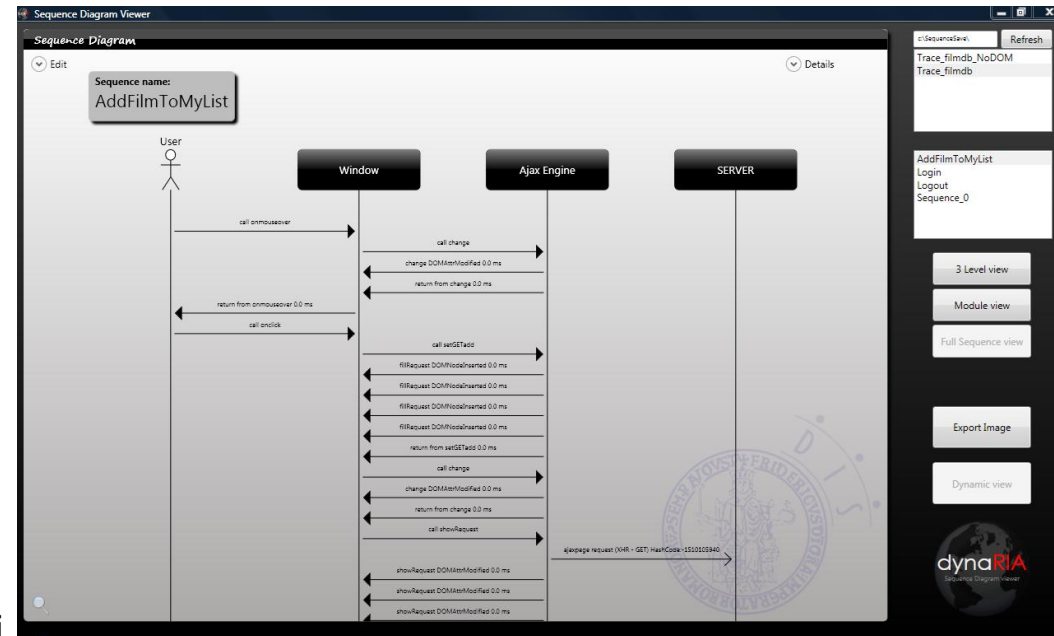 Sequence Diagram Viewer
Sequence Diagram
Edit
Details
Sequence name:
AddFilmToMyList
User
Window
Ajax Engine
SERVER
call onmouseover
call change
change DOMAttrModified 0.0 ms
return from change 0.0 ms
return from onmouseover 0.0 ms
call onclick
call setGETadd
fillRequest DOMNodeInserted 0.0 ms
fillRequest DOMNodeInserted 0.0 ms
fillRequest DOMNodeInserted 0.0 ms
fillRequest DOMNodeInserted 0.0 ms
return from setGETadd 0.0 ms
call change
change DOMAttrModified 0.0 ms
return from change 0.0 ms
call showRequest
ajaxpage request (XHR - GET) HashCode:-1510105940
showRequest DOMAttrModified 0.0 ms
showRequest DOMAttrModified 0.0 ms
showRequest DOMAttrModified 0.0 ms
D I S
c:\SequenceSave\
Refresh
Trace_filmdb_NoDOM
Trace_filmdb
AddFilmToMyList
Login
Logout
Sequence_0
3 Level view
Module view
Full Sequence view
Export Image
Dynamic view
dynaRIA
Sequence Diagram viewer
i